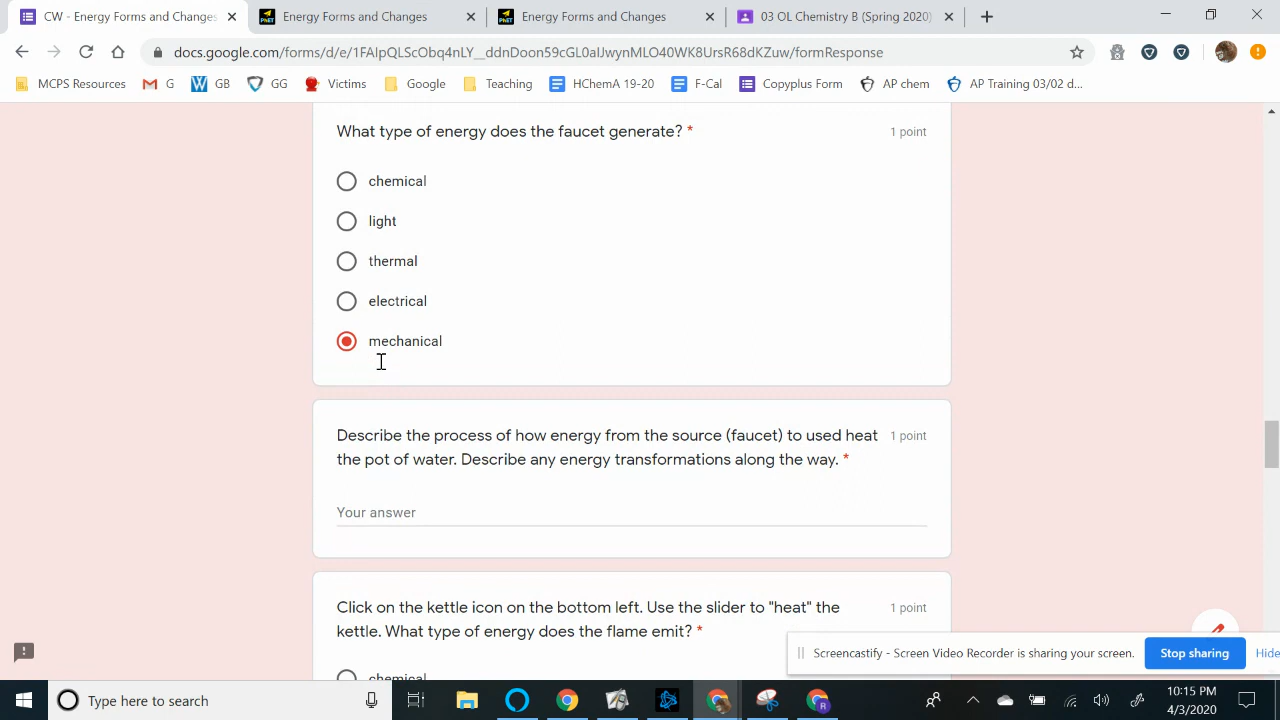 CW - Energy Forms and Changes
Energy Forms and Changes
Energy Forms and Changes
03 OL Chemistry B (Spring 2020)
docs.google.com/forms/d/e/1FAIpQLScObq4nLY__ddnDoon59cGL0aIJwynMLO40WK8UrsR68dKZuw/formResponse
MCPS Resources
G
GB
GG
Victims
Google
Teaching
HChemA 19-20
F-Cal
Copyplus Form
AP chem
AP Training 03/02 d...
What type of energy does the faucet generate? *
1 point
chemical
light
thermal
electrical
mechanical
Describe the process of how energy from the source (faucet) to used heat
1 point
the pot of water. Describe any energy transformations along the way. *
Your answer
Click on the kettle icon on the bottom left. Use the slider to "heat" the
1 point
kettle. What type of energy does the flame emit? *
chemical
Screencastify - Screen Video Recorder is sharing your screen.
Stop sharing
Hide
Type here to search
10:15 PM
4/3/2020